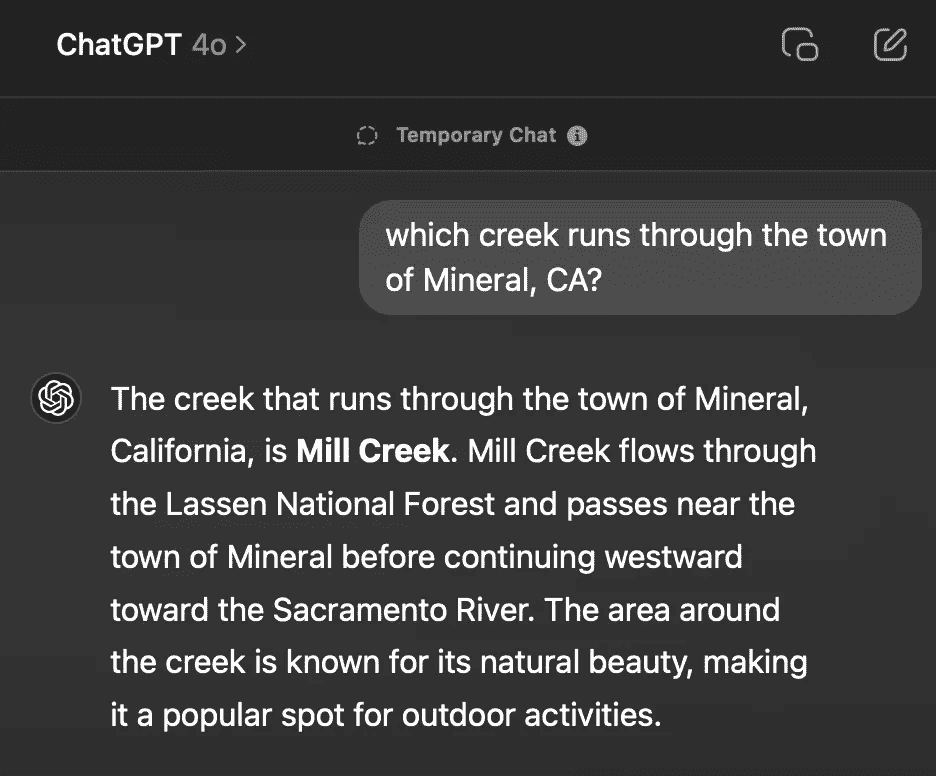 ChatGPT 4o >
Temporary Chat
which creek runs through the town
of Mineral, CA?
The creek that runs through the town of Mineral,
California, is Mill Creek. Mill Creek flows through
the Lassen National Forest and passes near the
town of Mineral before continuing westward
toward the Sacramento River. The area around
the creek is known for its natural beauty, making
it a popular spot for outdoor activities.